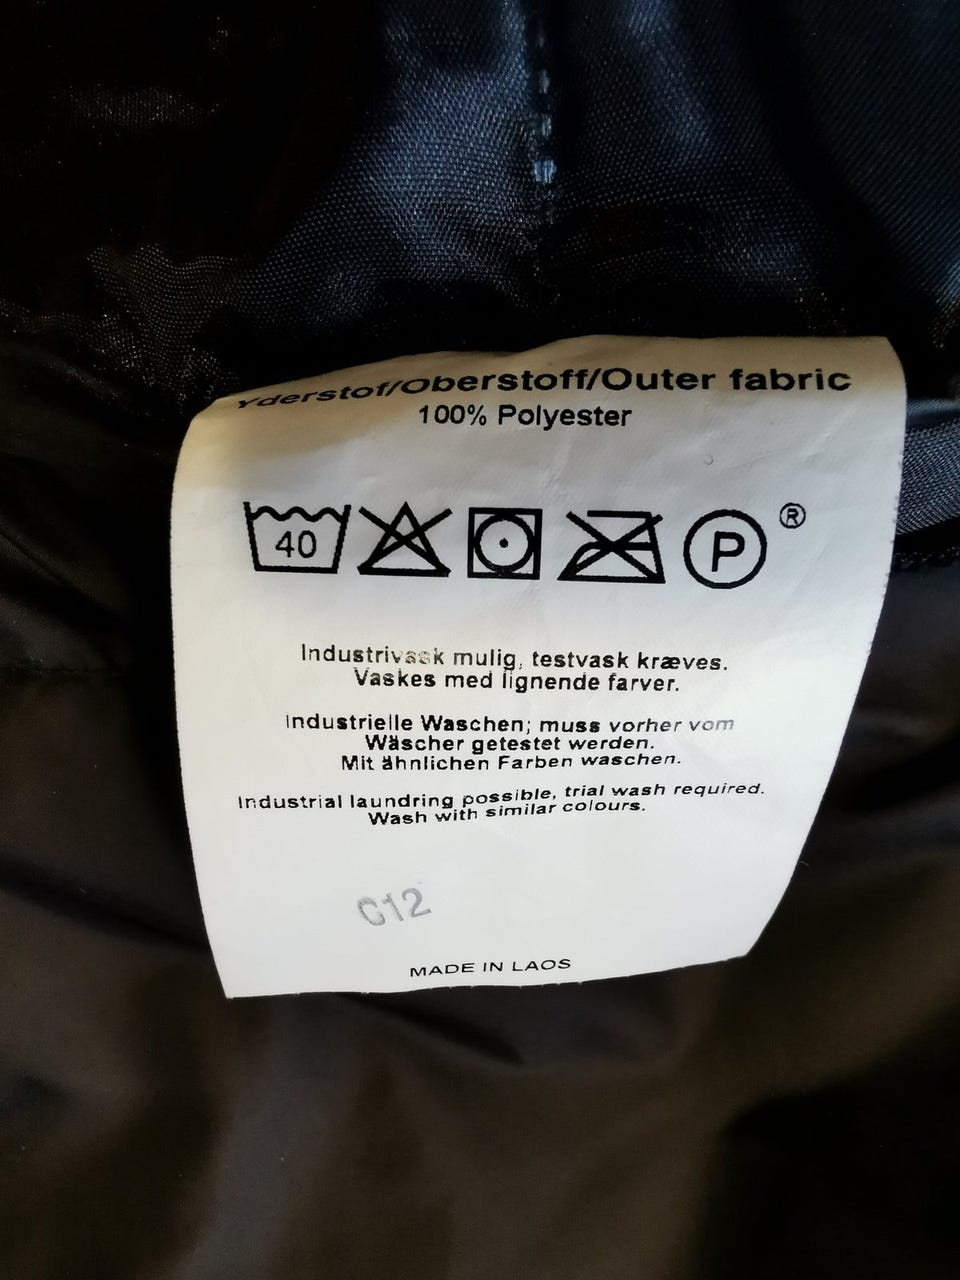 Yderstof/Oberstoff/Outer fabric
100% Polyester
40 P ®
Industrivask mulig, testvask kræves.
Vaskes med lignende farver.
Industrielle Waschen; muss vorher vom
Wäscher getestet werden.
Mit ähnlichen Farben waschen.
Industrial laundring possible, trial wash required.
Wash with similar colours.
C12
MADE IN LAOS